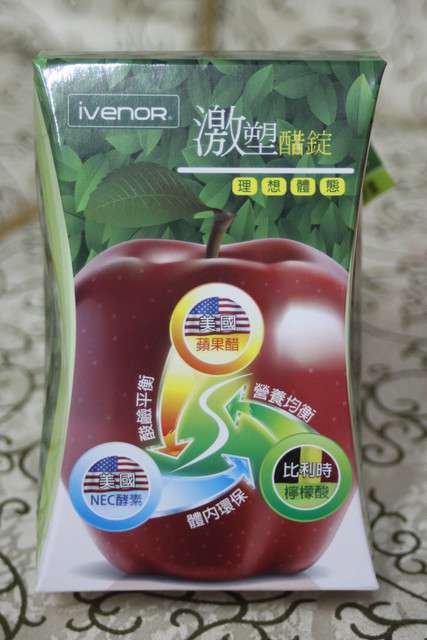 iVENOR
激塑醋錠
理想體態
美國
蘋果醋
酸鹼平衡
營養均衡
美國
NEC酵素
比利時
檸檬酸
體內環保